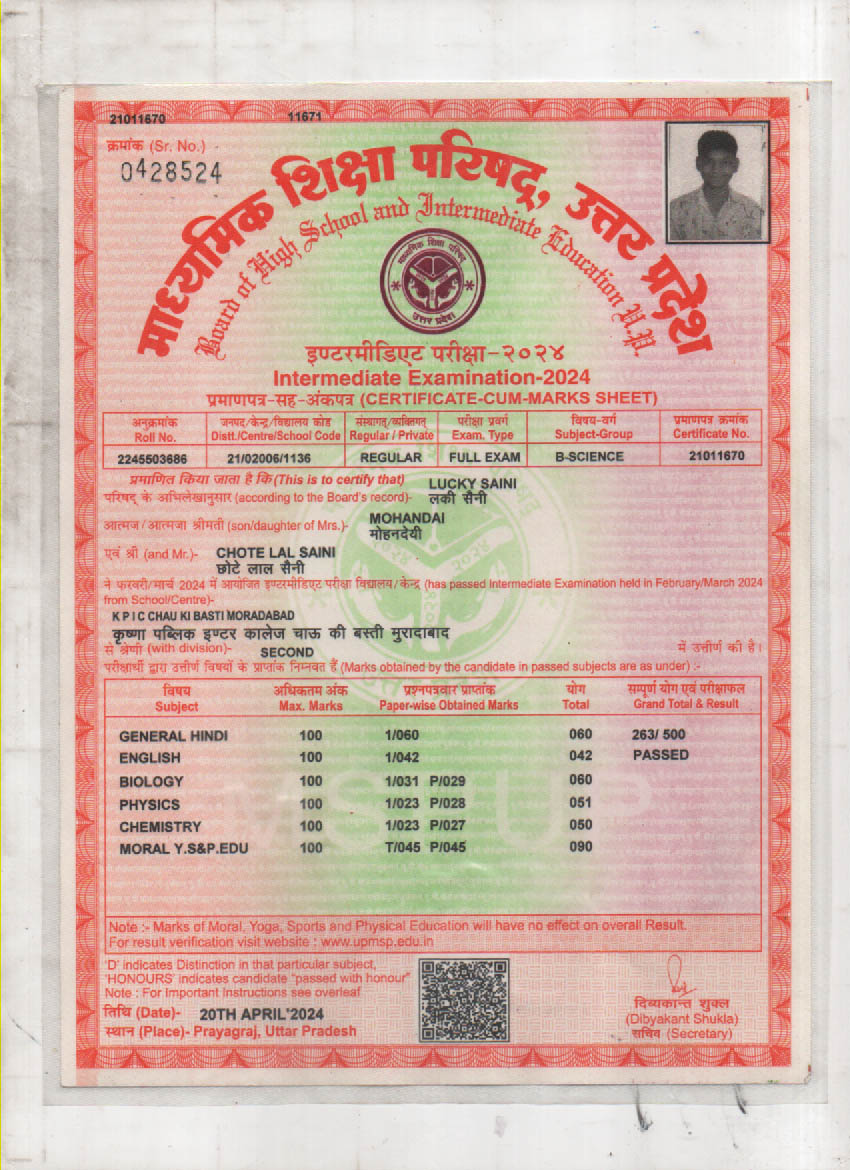 21011670 11671
क्रमांक (Sr. No.)
0428524
माध्यमिक शिक्षा परिषद्, उत्तर प्रदेश
Board of High School and Intermediate Education U.P.
माध्यमिक शिक्षा परिषद्
उत्तर प्रदेश
इण्टरमीडिएट परीक्षा-२०२४
Intermediate Examination-2024
प्रमाणपत्र-सह-अंकपत्र (CERTIFICATE-CUM-MARKS SHEET)
अनुक्रमांक जनपद/केन्द्र/विद्यालय कोड संस्थागत/व्यक्तिगत परीक्षा प्रवर्ग विषय-वर्ग प्रमाणपत्र क्रमांक
Roll No. Distt./Centre/School Code Regular / Private Exam. Type Subject-Group Certificate No.
2245503686 21/02006/1136 REGULAR FULL EXAM B-SCIENCE 21011670
प्रमाणित किया जाता है कि (This is to certify that) LUCKY SAINI
परिषद् के अभिलेखानुसार (according to the Board's record)- लकी सैनी
आत्मज/आत्मजा श्रीमती (son/daughter of Mrs.)- MOHANDAI
मोहनदेयी
एवं श्री (and Mr.)- CHOTE LAL SAINI
छोटे लाल सैनी
ने फरवरी/मार्च 2024 में आयोजित इण्टरमीडिएट परीक्षा विद्यालय/केन्द्र (has passed Intermediate Examination held in February/March 2024
from School/Centre)-
K P I C CHAU KI BASTI MORADABAD
कृष्णा पब्लिक इण्टर कालेज चाऊ की बस्ती मुरादाबाद
से श्रेणी (with division)- SECOND में उत्तीर्ण की है।
परीक्षार्थी द्वारा उत्तीर्ण विषयों के प्राप्तांक निम्नवत हैं (Marks obtained by the candidate in passed subjects are as under) :-
विषय अधिकतम अंक प्रश्नपत्रवार प्राप्तांक योग सम्पूर्ण योग एवं परीक्षाफल
Subject Max. Marks Paper-wise Obtained Marks Total Grand Total & Result
GENERAL HINDI 100 1/060 060 263/ 500
ENGLISH 100 1/042 042 PASSED
BIOLOGY 100 1/031 P/029 060
PHYSICS 100 1/023 P/028 051
CHEMISTRY 100 1/023 P/027 050
MORAL Y.S&P.EDU 100 T/045 P/045 090
Note :- Marks of Moral, Yoga, Sports and Physical Education will have no effect on overall Result.
For result verification visit website : www.upmsp.edu.in
'D' indicates Distinction in that particular subject,
'HONOURS' indicates candidate "passed with honour"
Note : For Important Instructions see overleaf
तिथि (Date)- 20TH APRIL'2024
स्थान (Place)- Prayagraj, Uttar Pradesh
दिब्यकान्त शुक्ल
(Dibyakant Shukla)
सचिव (Secretary)